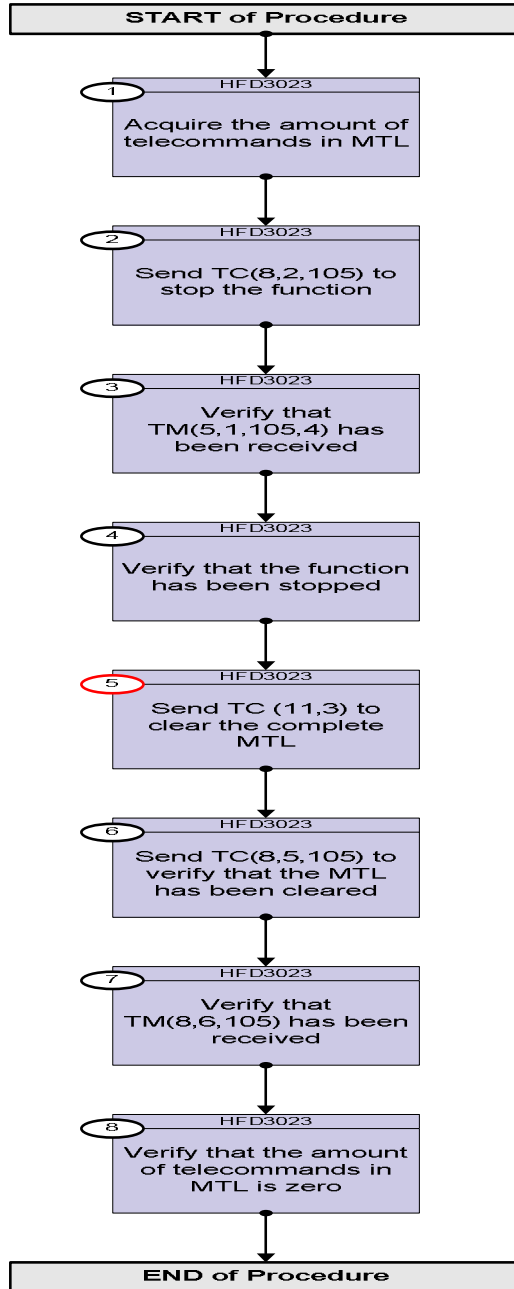 START of Procedure
HFD3023
1
Acquire the amount of
telecommands in MTL
HFD3023
2
Send TC(8,2,105) to
stop the function
HFD3023
3
Verify that
TM(5,1,105,4) has
been received
HFD3023
4
Verify that the function
has been stopped
HFD3023
5
Send TC (11,3) to
clear the complete
MTL
HFD3023
6
Send TC(8,5,105) to
verify that the MTL
has been cleared
HFD3023
7
Verify that
TM(8,6,105) has been
received
HFD3023
8
Verify that the amount
of telecommands in
MTL is zero
END of Procedure